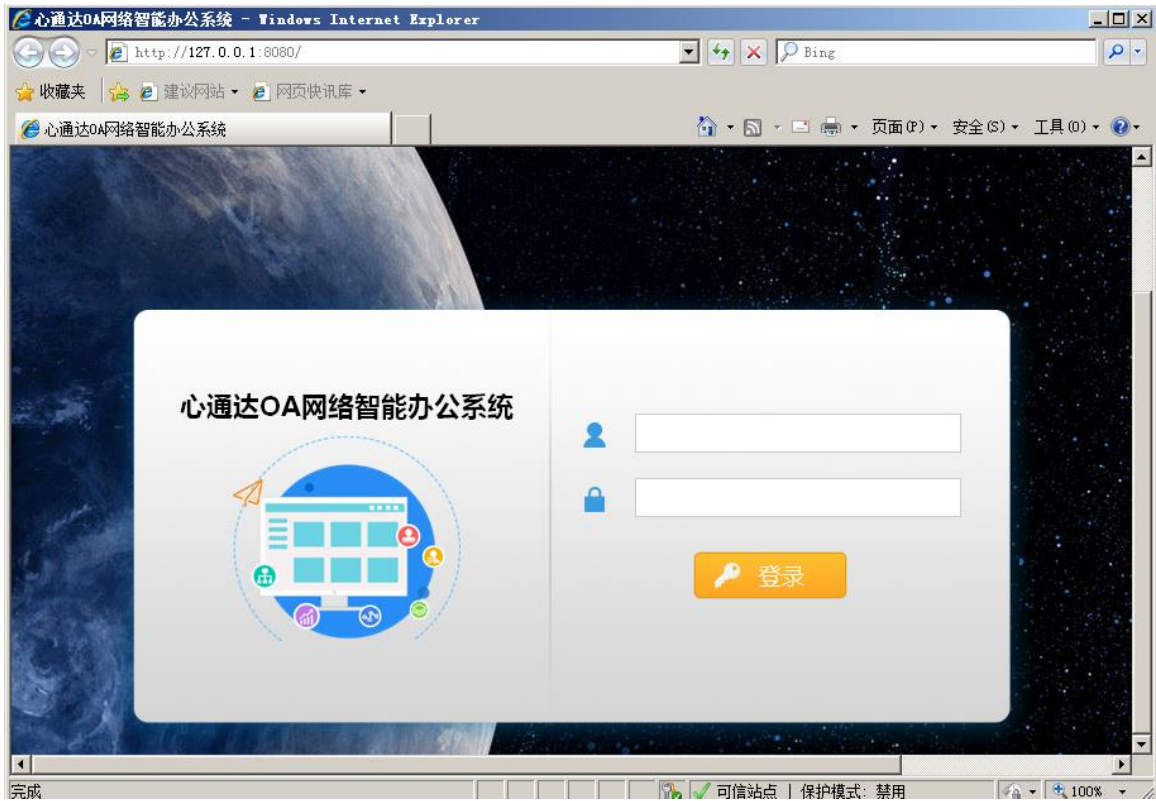 心通达OA网络智能办公系统 - Windows Internet Explorer
http://127.0.0.1:8080/
Bing
收藏夹 建议网站 网页快讯库
心通达OA网络智能办公系统 页面(P) 安全(S) 工具(O)
心通达OA网络智能办公系统
登录
完成 可信站点 | 保护模式: 禁用 100%